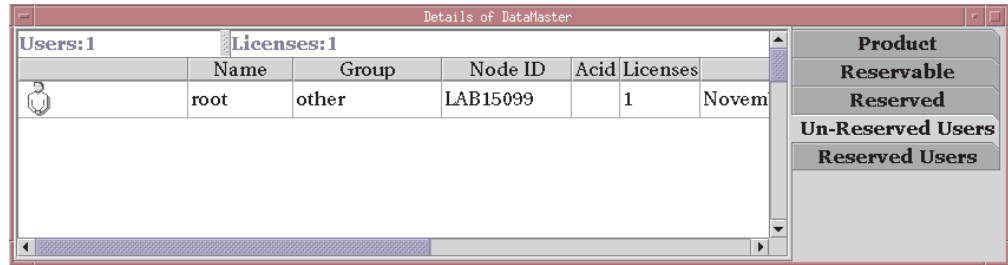 Details of DataMaster
Users:1 Licenses:1
Name Group Node ID Acid Licenses
root other LAB15099 1 Novem
Product
Reservable
Reserved
Un-Reserved Users
Reserved Users